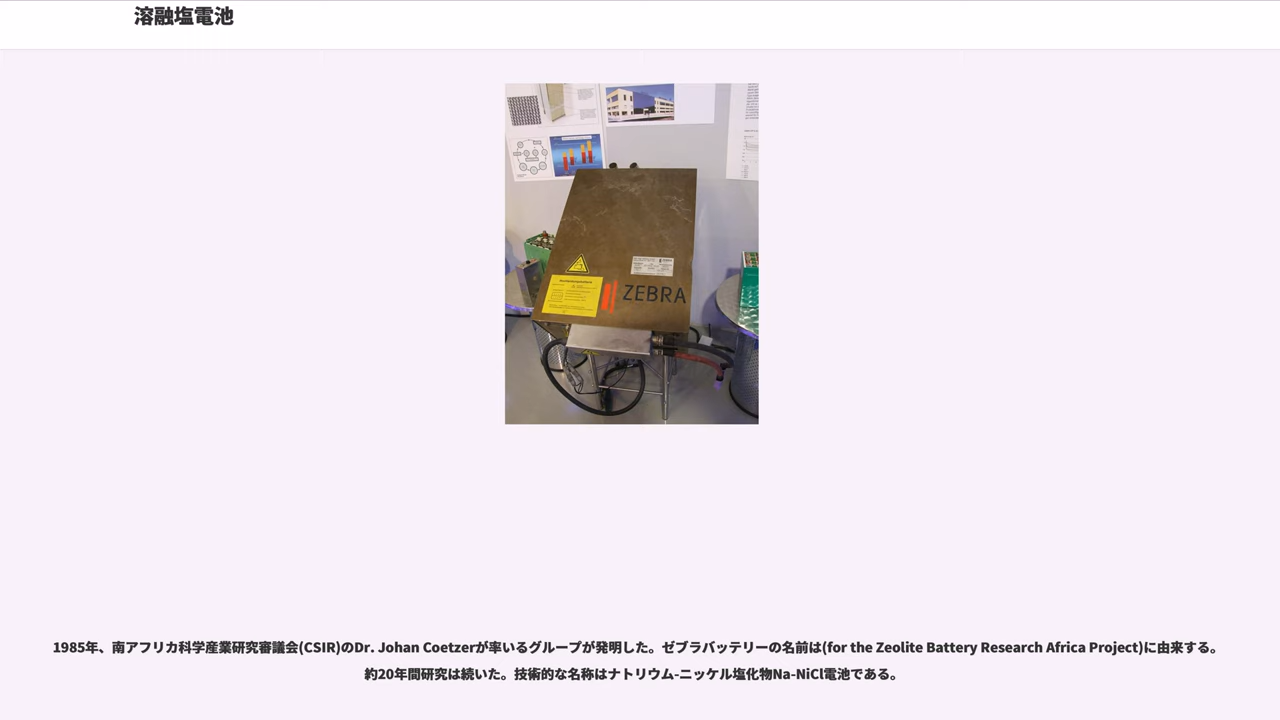 溶融塩電池
ZEBRA
1985年、南アフリカ科学産業研究審議会(CSIR)のDr. Johan Coetzerが率いるグループが発明した。ゼブラバッテリーの名前は(for the Zeolite Battery Research Africa Project)に由来する。
約20年間研究は続いた。技術的な名称はナトリウム-ニッケル塩化物Na-NiCl電池である。